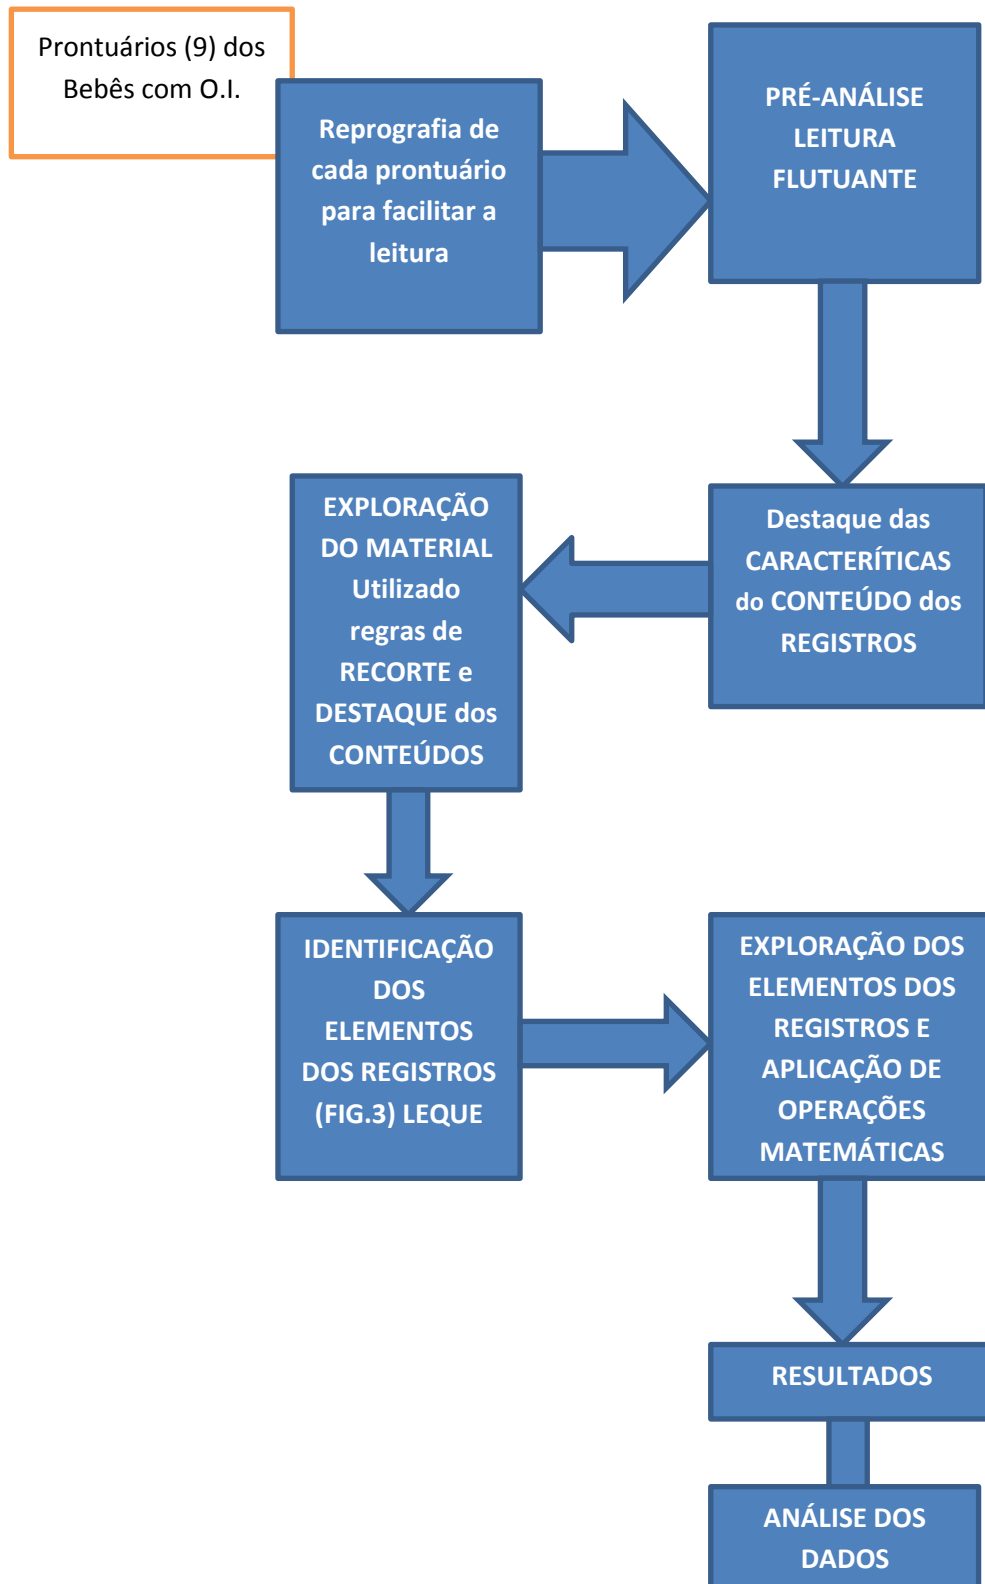 Prontuários (9) dos
Bebês com O.I.
Reprografia de
cada prontuário
para facilitar a
leitura
PRÉ-ANÁLISE
LEITURA
FLUTUANTE
Destaque das
CARACTERÍTICAS
do CONTEÚDO dos
REGISTROS
EXPLORAÇÃO
DO MATERIAL
Utilizado
regras de
RECORTE e
DESTAQUE dos
CONTEÚDOS
IDENTIFICAÇÃO
DOS
ELEMENTOS
DOS REGISTROS
(FIG.3) LEQUE
EXPLORAÇÃO DOS
ELEMENTOS DOS
REGISTROS E
APLICAÇÃO DE
OPERAÇÕES
MATEMÁTICAS
RESULTADOS
ANÁLISE DOS
DADOS